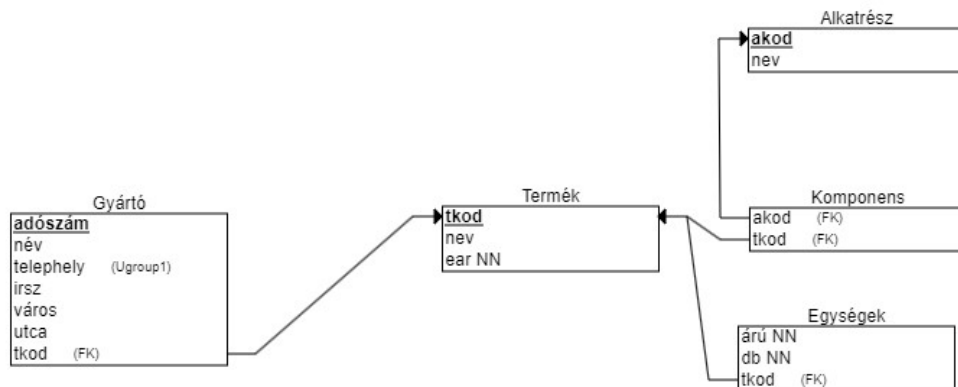 Alkatrész
akod
nev
Gyártó
adószám
név
telephely (Ugroup1)
irsz
város
utca
tkod (FK)
Termék
tkod
nev
ear NN
Komponens
akod (FK)
tkod (FK)
Egységek
árú NN
db NN
tkod (FK)